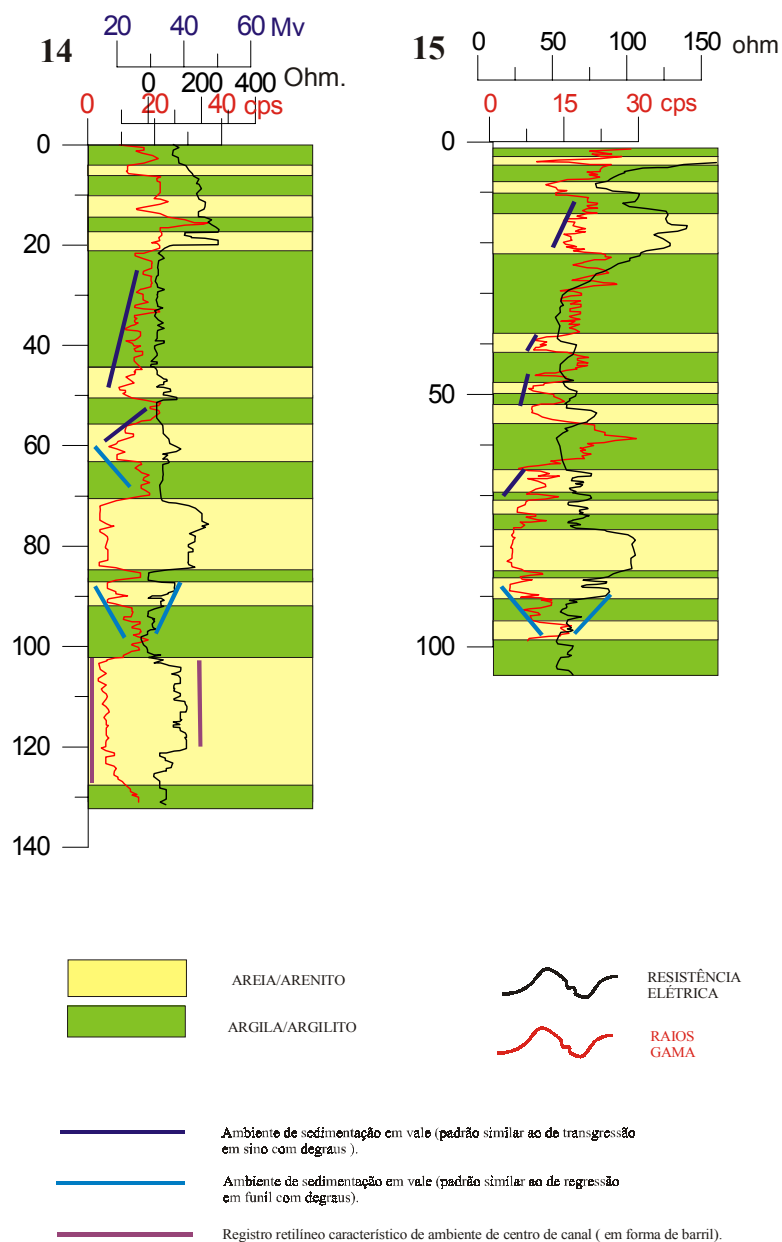 20 40 60 Mv
14
0 200 400 Ohm.
0 20 40 cps
0
20
40
60
80
100
120
140
15
0 50 100 150 ohm
0 15 30 cps
0
50
100
AREIA/ARENITO
ARGILA/ARGILITO
RESISTÊNCIA
ELÉTRICA
RAIOS
GAMA
Ambiente de sedimentação em vale (padrão similar ao de transgressão
em sino com degraus ).
Ambiente de sedimentação em vale (padrão similar ao de regressão
em funil com degraus).
Registro retilíneo característico de ambiente de centro de canal ( em forma de barril).